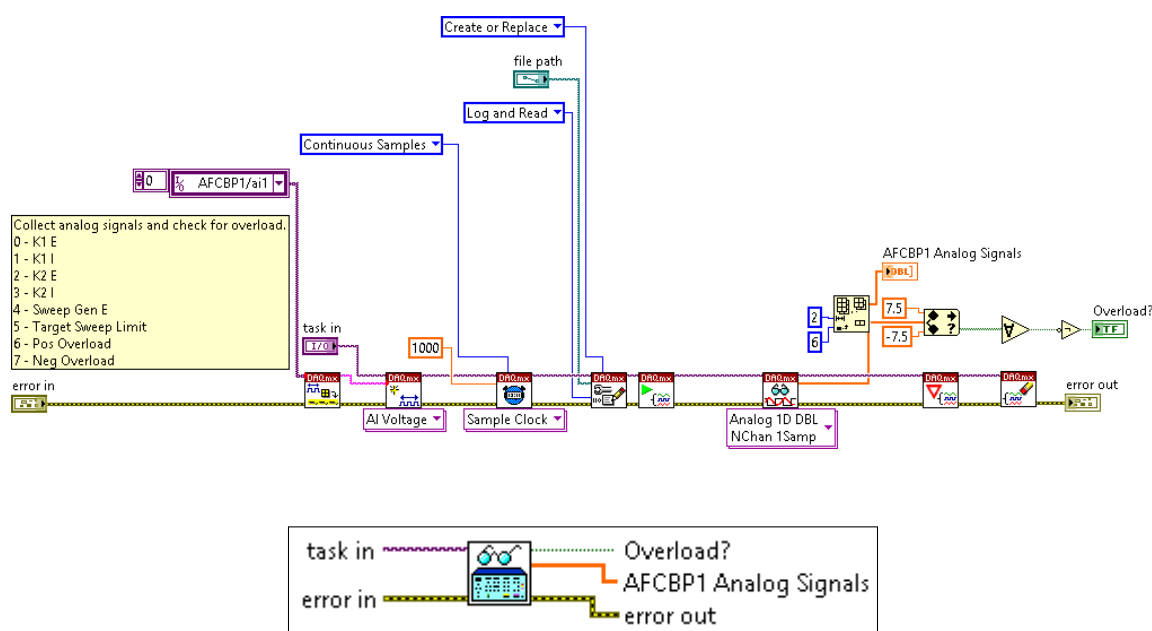 Create or Replace
file path
Log and Read
Continuous Samples
0
I/O AFCBP1/ai1
Collect analog signals and check for overload.
0 - K1 E
1 - K1 I
2 - K2 E
3 - K2 I
4 - Sweep Gen E
5 - Target Sweep Limit
6 - Pos Overload
7 - Neg Overload
AFCBP1 Analog Signals
DBL
7.5
2
6
-7.5
?
Overload?
TF
task in
I/O
1000
error in
DAQmx
DAQmx
DAQmx
DAQmx
DAQmx
DAQmx
DAQmx
DAQmx
error out
AI Voltage
Sample Clock
Analog 1D DBL
NChan 1Samp
task in
Overload?
AFCBP1 Analog Signals
error in
error out